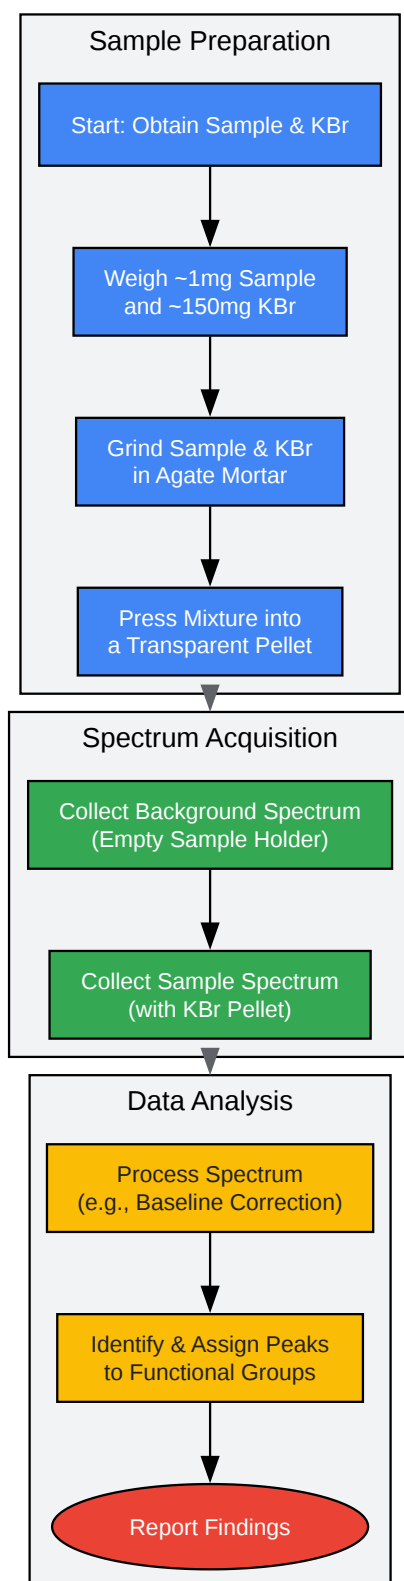 Sample Preparation
Start: Obtain Sample & KBr
Weigh ~1mg Sample
and ~150mg KBr
Grind Sample & KBr
in Agate Mortar
Press Mixture into
a Transparent Pellet
Spectrum Acquisition
Collect Background Spectrum
(Empty Sample Holder)
Collect Sample Spectrum
(with KBr Pellet)
Data Analysis
Process Spectrum
(e.g., Baseline Correction)
Identify & Assign Peaks
to Functional Groups
Report Findings